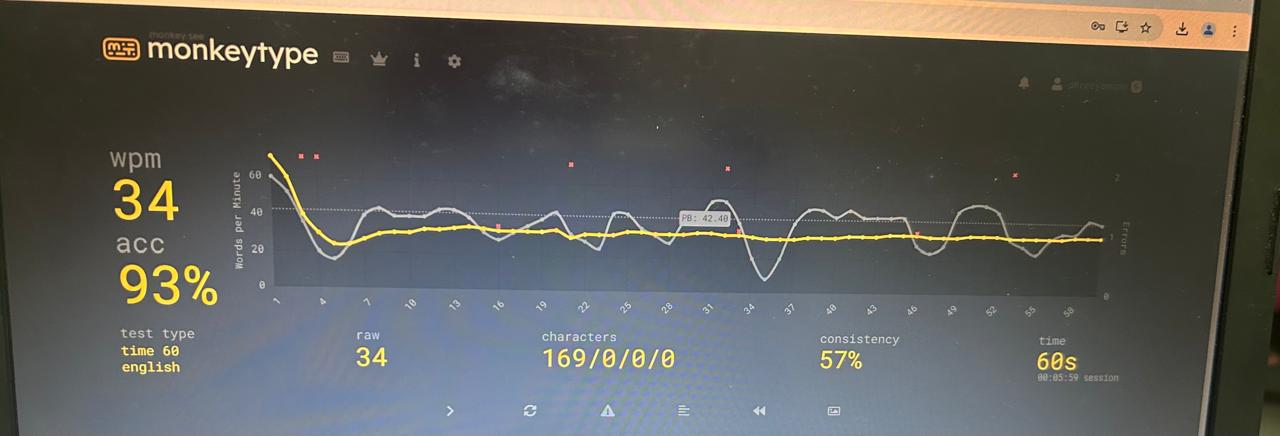 monkey see
monkeytype
wpm
34
acc
93%
Words per Minute
60
40
20
0
PB: 42.40
2
1
0
Errors
1 4 7 10 13 16 19 22 25 28 31 34 37 40 43 46 49 52 55 58
test type
time 60
english
raw
34
characters
169/0/0/0
consistency
57%
time
60s
00:05:59 session